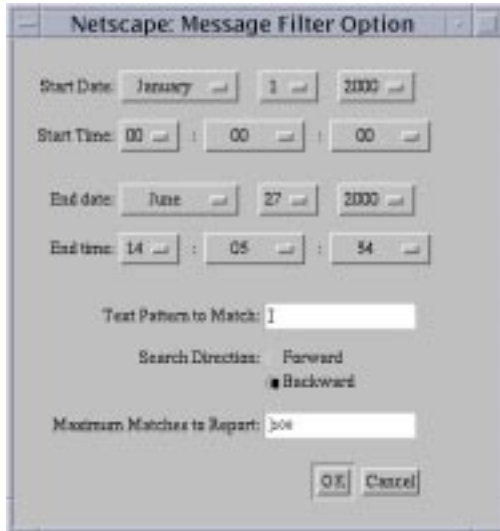 Netscape: Message Filter Option
Start Date: January 1 2000
Start Time: 00 : 00 : 00
End date: June 27 2000
End time: 14 : 05 : 54
Text Pattern to Match:
Search Direction: Forward
Backward
Maximum Matches to Report:
OK Cancel